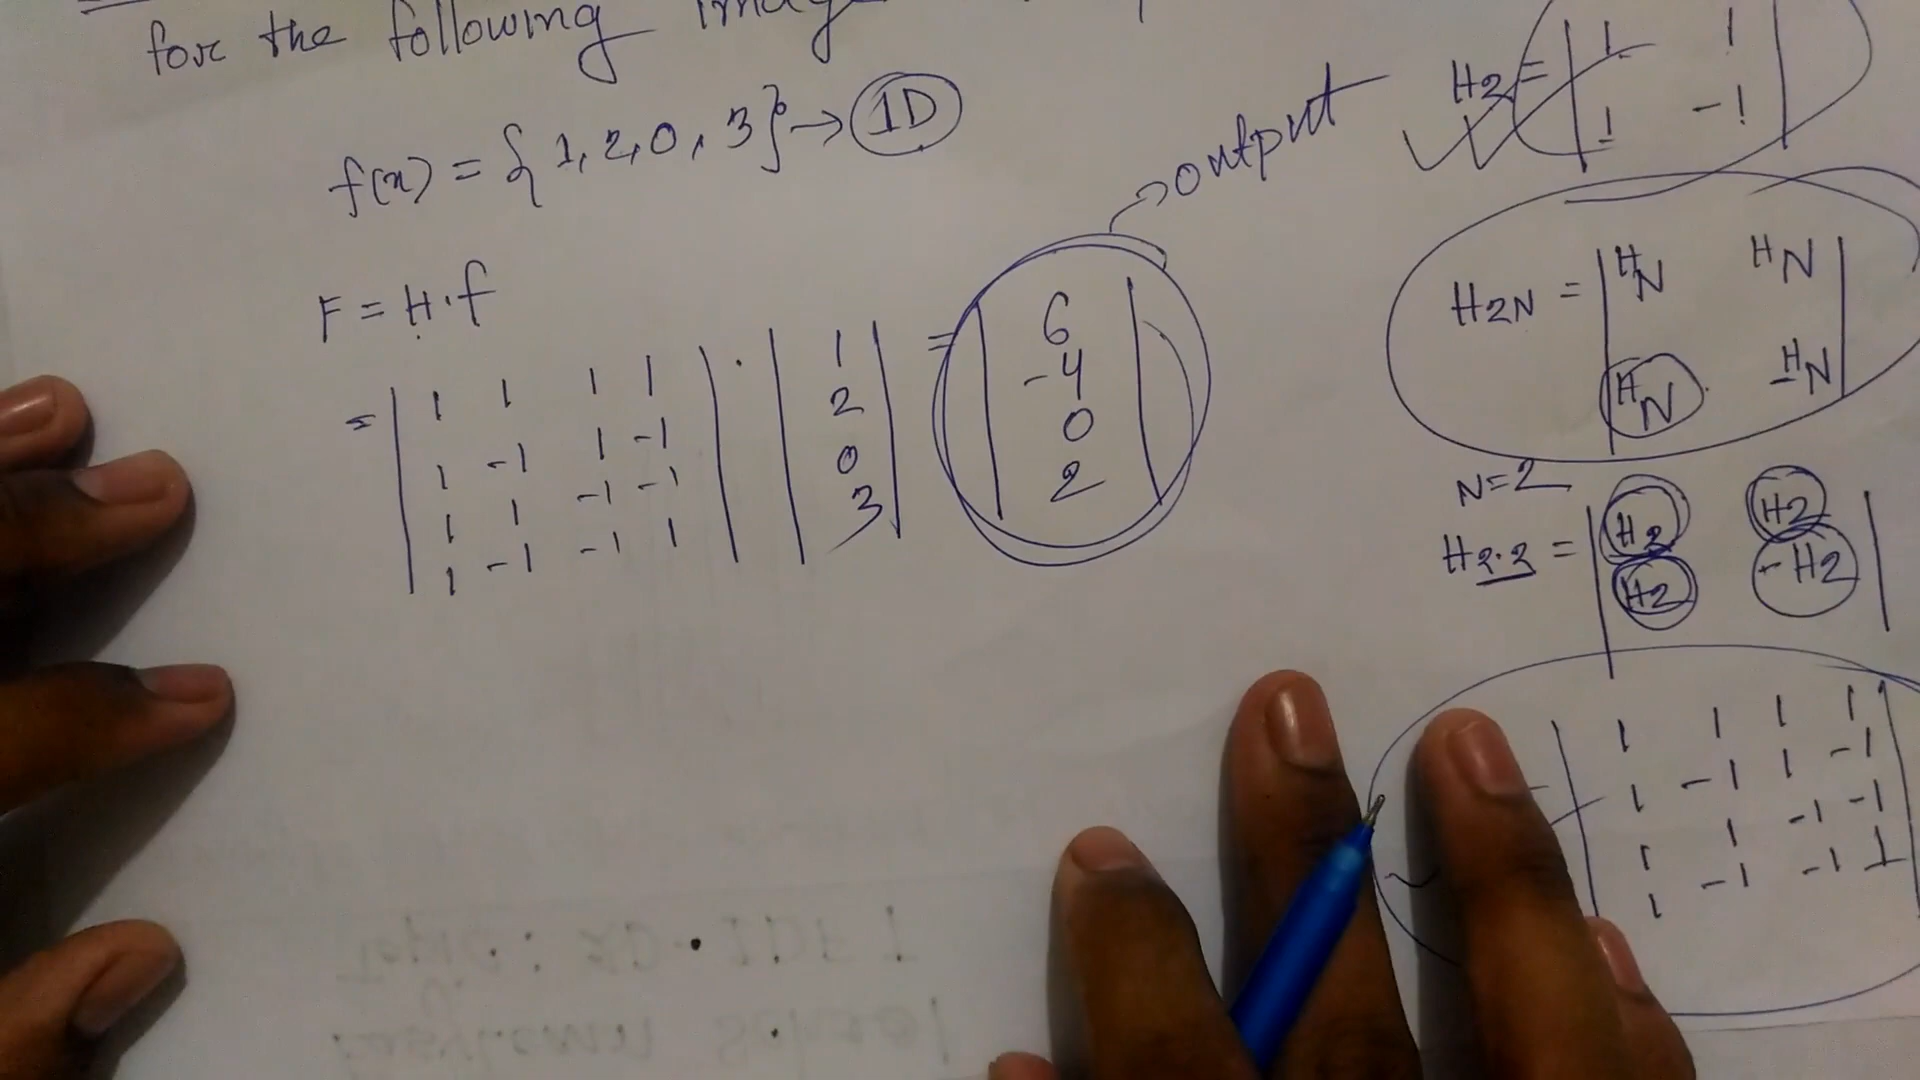 for the following
f(x) = { 1, 2, 0, 3 } → 1D
→ output
F = H.f
= | 1 1 1 1 | . | 1 | = | 6 |
| 1 -1 1 -1 | | 2 | | -4 |
| 1 1 -1 -1 | | 0 | | 0 |
| 1 -1 -1 1 | | 3 | | 2 |
H2 = | 1 1 |
| 1 -1 |
H2N = | HN HN |
| HN -HN |
N=2
H2.2 = | H2 H2 |
| H2 -H2 |
| 1 1 1 1 |
| 1 -1 1 -1 |
| 1 1 -1 -1 |
| 1 -1 -1 1 |